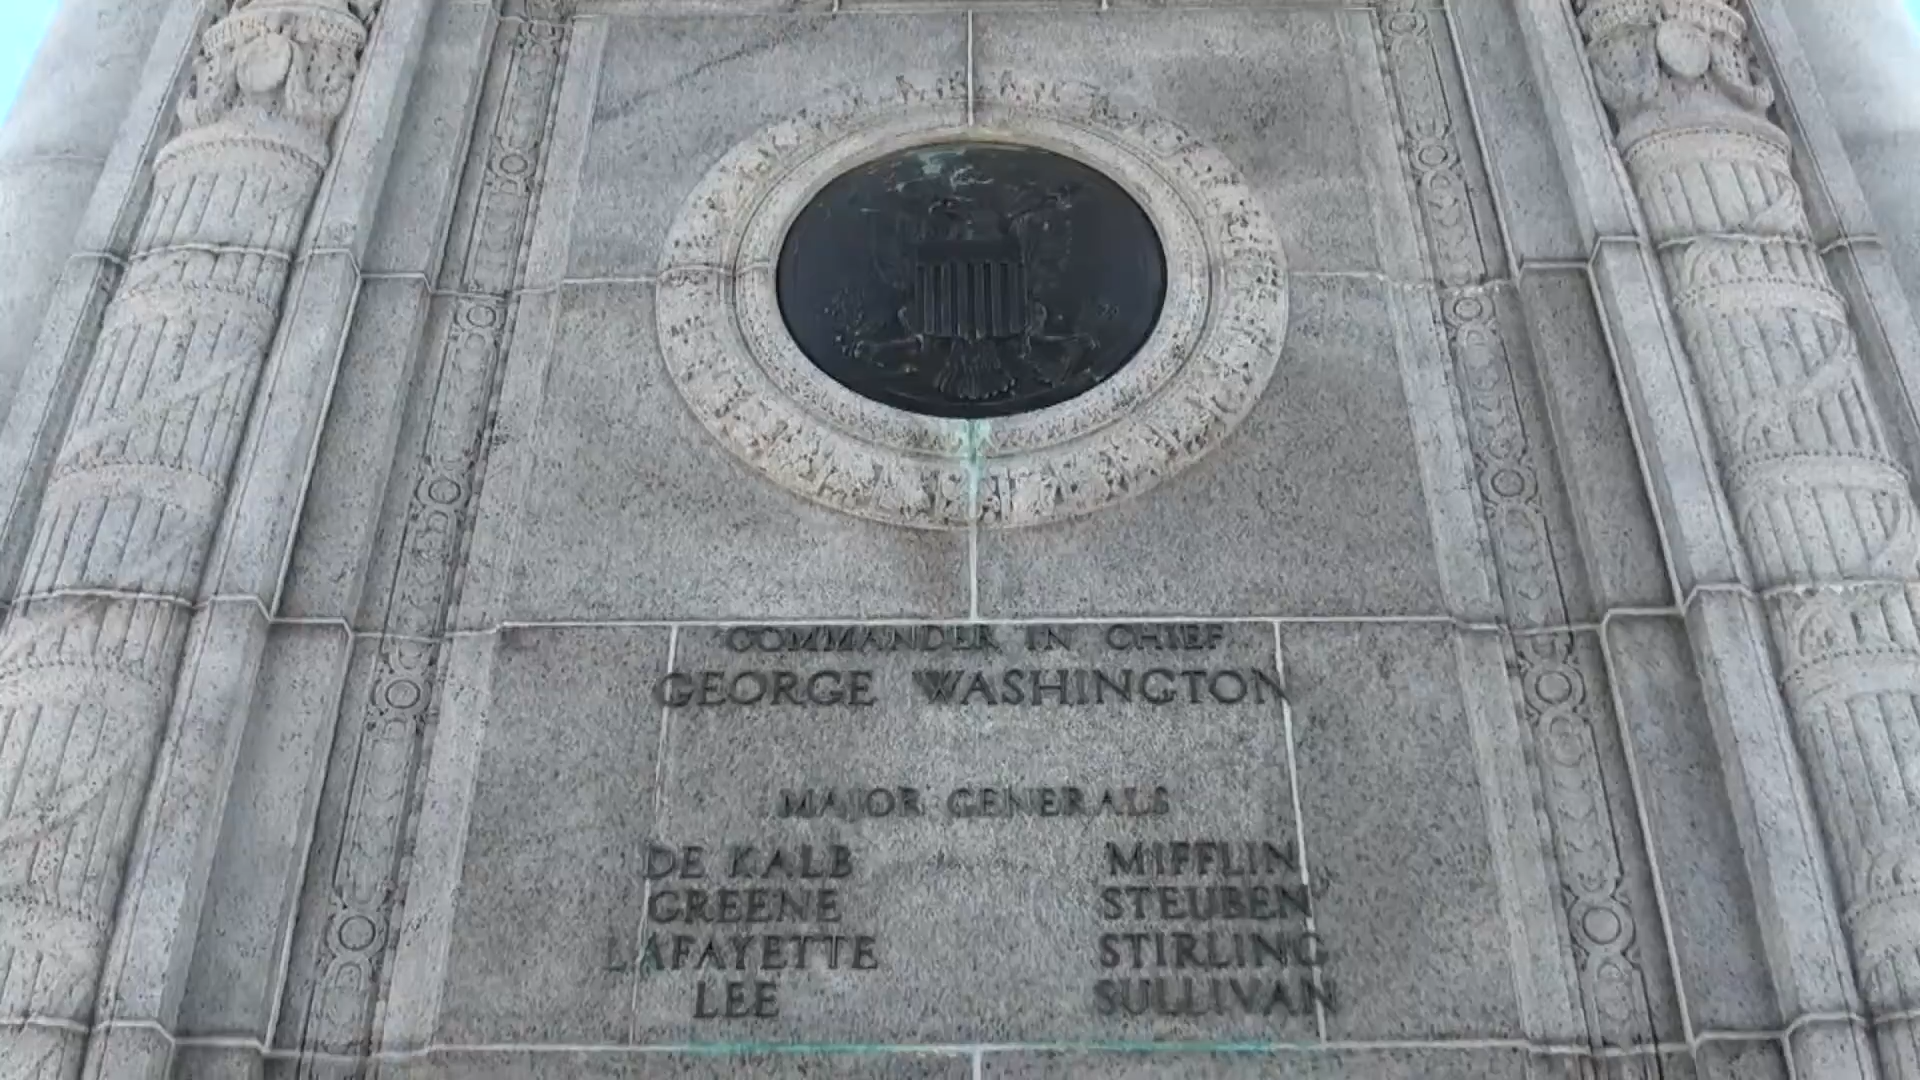 COMMANDER IN CHIEF
GEORGE WASHINGTON
MAJOR GENERALS
DE KALB
GREENE
LAFAYETTE
LEE
MIFFLIN
STEUBEN
STIRLING
SULLIVAN